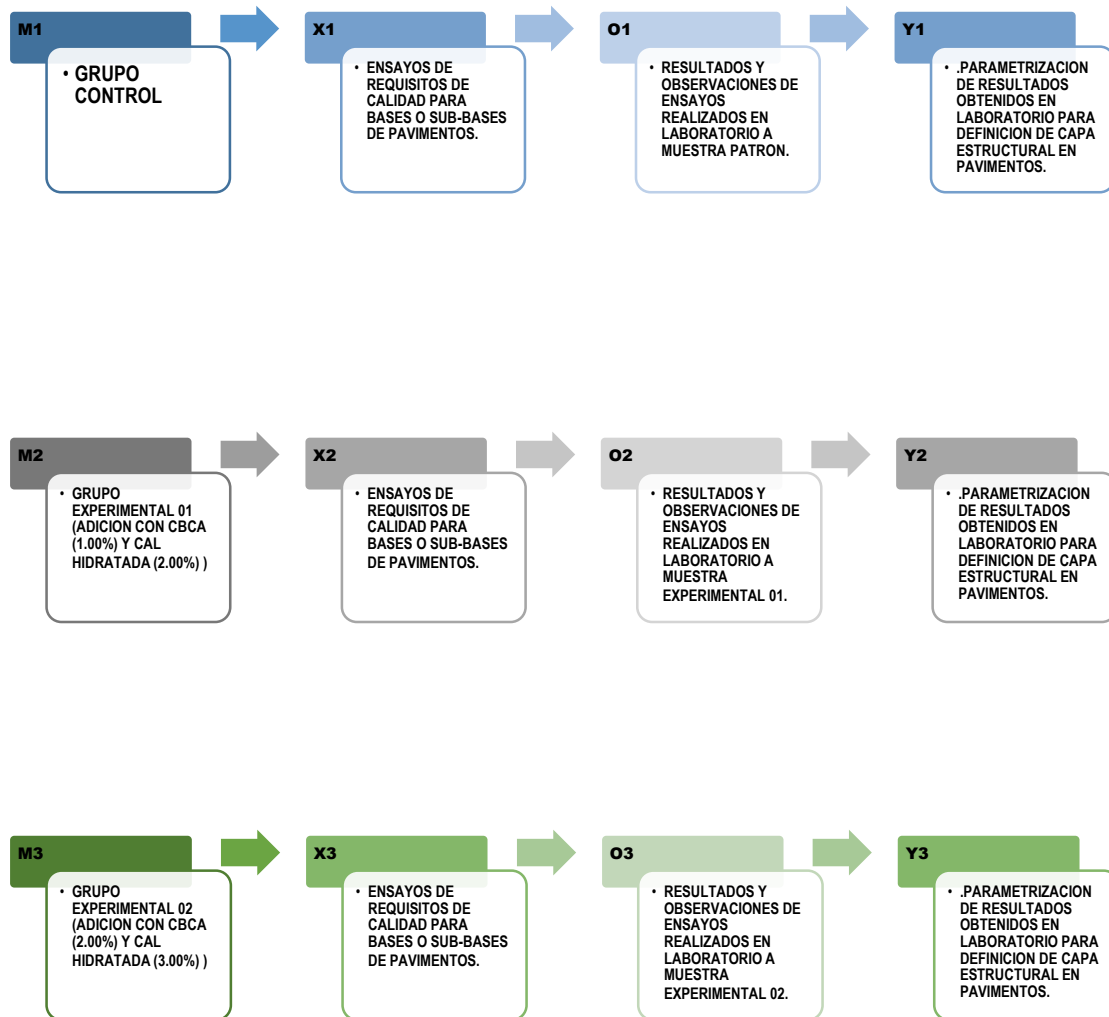 M1
• GRUPO
CONTROL
X1
• ENSAYOS DE
REQUISITOS DE
CALIDAD PARA
BASES O SUB-BASES
DE PAVIMENTOS.
O1
• RESULTADOS Y
OBSERVACIONES DE
ENSAYOS
REALIZADOS EN
LABORATORIO A
MUESTRA PATRON.
Y1
• .PARAMETRIZACION
DE RESULTADOS
OBTENIDOS EN
LABORATORIO PARA
DEFINICION DE CAPA
ESTRUCTURAL EN
PAVIMENTOS.
M2
• GRUPO
EXPERIMENTAL 01
(ADICION CON CBCA
(1.00%) Y CAL
HIDRATADA (2.00%) )
X2
• ENSAYOS DE
REQUISITOS DE
CALIDAD PARA
BASES O SUB-BASES
DE PAVIMENTOS.
O2
• RESULTADOS Y
OBSERVACIONES DE
ENSAYOS
REALIZADOS EN
LABORATORIO A
MUESTRA
EXPERIMENTAL 01.
Y2
• .PARAMETRIZACION
DE RESULTADOS
OBTENIDOS EN
LABORATORIO PARA
DEFINICION DE CAPA
ESTRUCTURAL EN
PAVIMENTOS.
M3
• GRUPO
EXPERIMENTAL 02
(ADICION CON CBCA
(2.00%) Y CAL
HIDRATADA (3.00%) )
X3
• ENSAYOS DE
REQUISITOS DE
CALIDAD PARA
BASES O SUB-BASES
DE PAVIMENTOS.
O3
• RESULTADOS Y
OBSERVACIONES DE
ENSAYOS
REALIZADOS EN
LABORATORIO A
MUESTRA
EXPERIMENTAL 02.
Y3
• .PARAMETRIZACION
DE RESULTADOS
OBTENIDOS EN
LABORATORIO PARA
DEFINICION DE CAPA
ESTRUCTURAL EN
PAVIMENTOS.